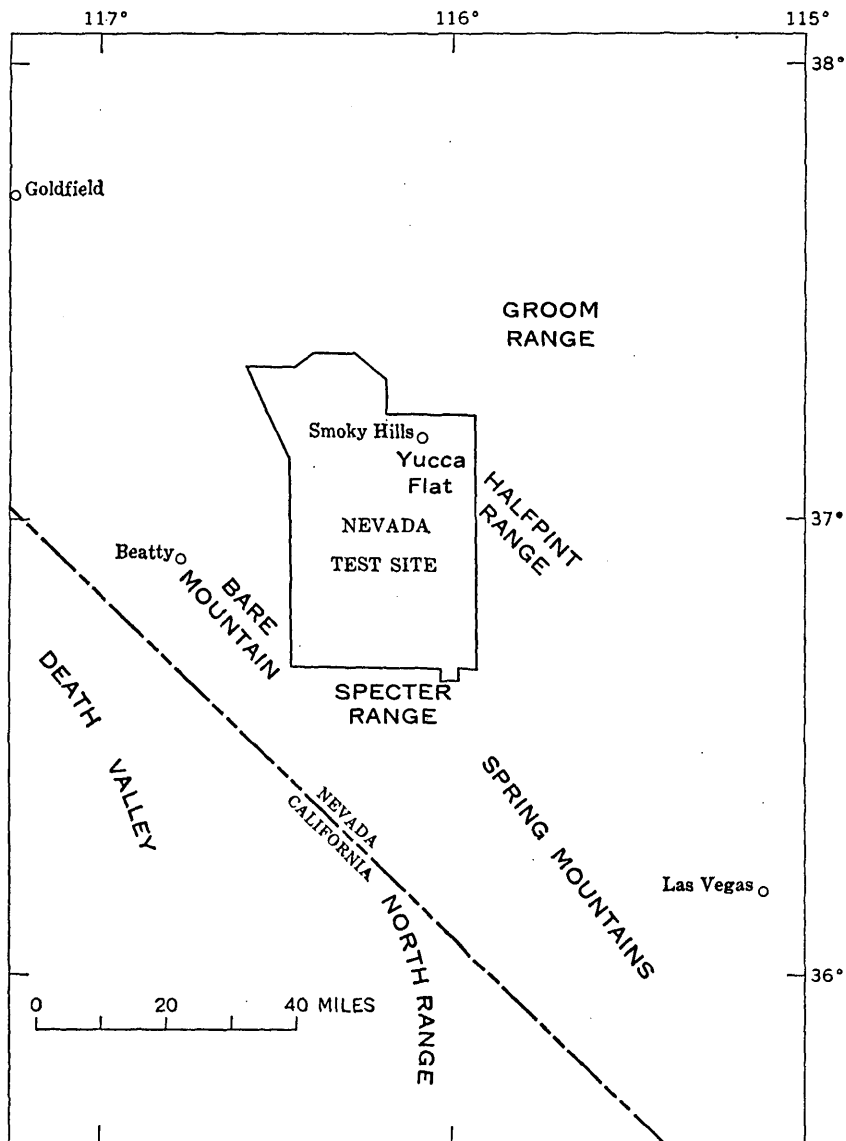 117° 116° 115°
38°
Goldfield
GROOM
RANGE
Smoky Hills
Yucca
Flat
HALFPINT
RANGE
37°
NEVADA
TEST SITE
Beatty
BARE
MOUNTAIN
DEATH VALLEY
SPECTER
RANGE
SPRING MOUNTAINS
NEVADA
CALIFORNIA
Las Vegas
NORTH RANGE
36°
0 20 40 MILES